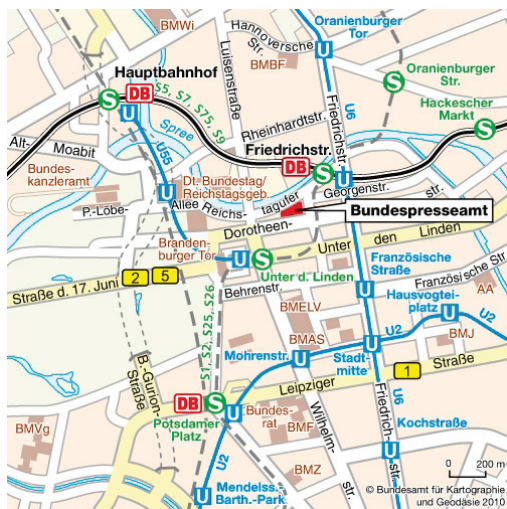 Oranienburger
Tor
BMWi
Hannoversche
Str.
BMBF
Luisenstraße
Oranienburger
Str.
Hauptbahnhof
S
DB
U
S5, S7, S75, S9
U
S
Hackescher
Markt
S
U6
Rheinhardtstr.
Friedrichstr.
Spree
Alt-
Moabit
U55
Friedrichstr.
DB
S
U
Bundes-
kanzleramt
Dt. Bundestag/
Reichstagsgeb.
U
Georgenstr.
P.-Löbe-
Allee
Reichs-
tagufer
Bundespresseamt
Dorotheen-
str.
Branden-
burger Tor
Unter den Linden
U
S
Unter d. Linden
Straße d. 17. Juni
2
5
Französische
Straße
Französische Str.
Behrenstr.
U
AA
Hausvogtei-
platz
S1, S2, S25, S26
BMELV
U
U2
BMAS
BMJ
Mohrenstr.
U
Stadt-
mitte
U
U2
B.-Gurion-
Straße
Leipziger
Straße
1
DB
S
Potsdamer
Platz
U
Bundes-
rat
BMF
Wilhelm-
str.
U6
Friedrich-
str.
Kochstraße
U
BMVg
U2
BMZ
Mendelss.
Barth.-Park
U
0
200 m
© Bundesamt für Kartographie
und Geodäsie 2010